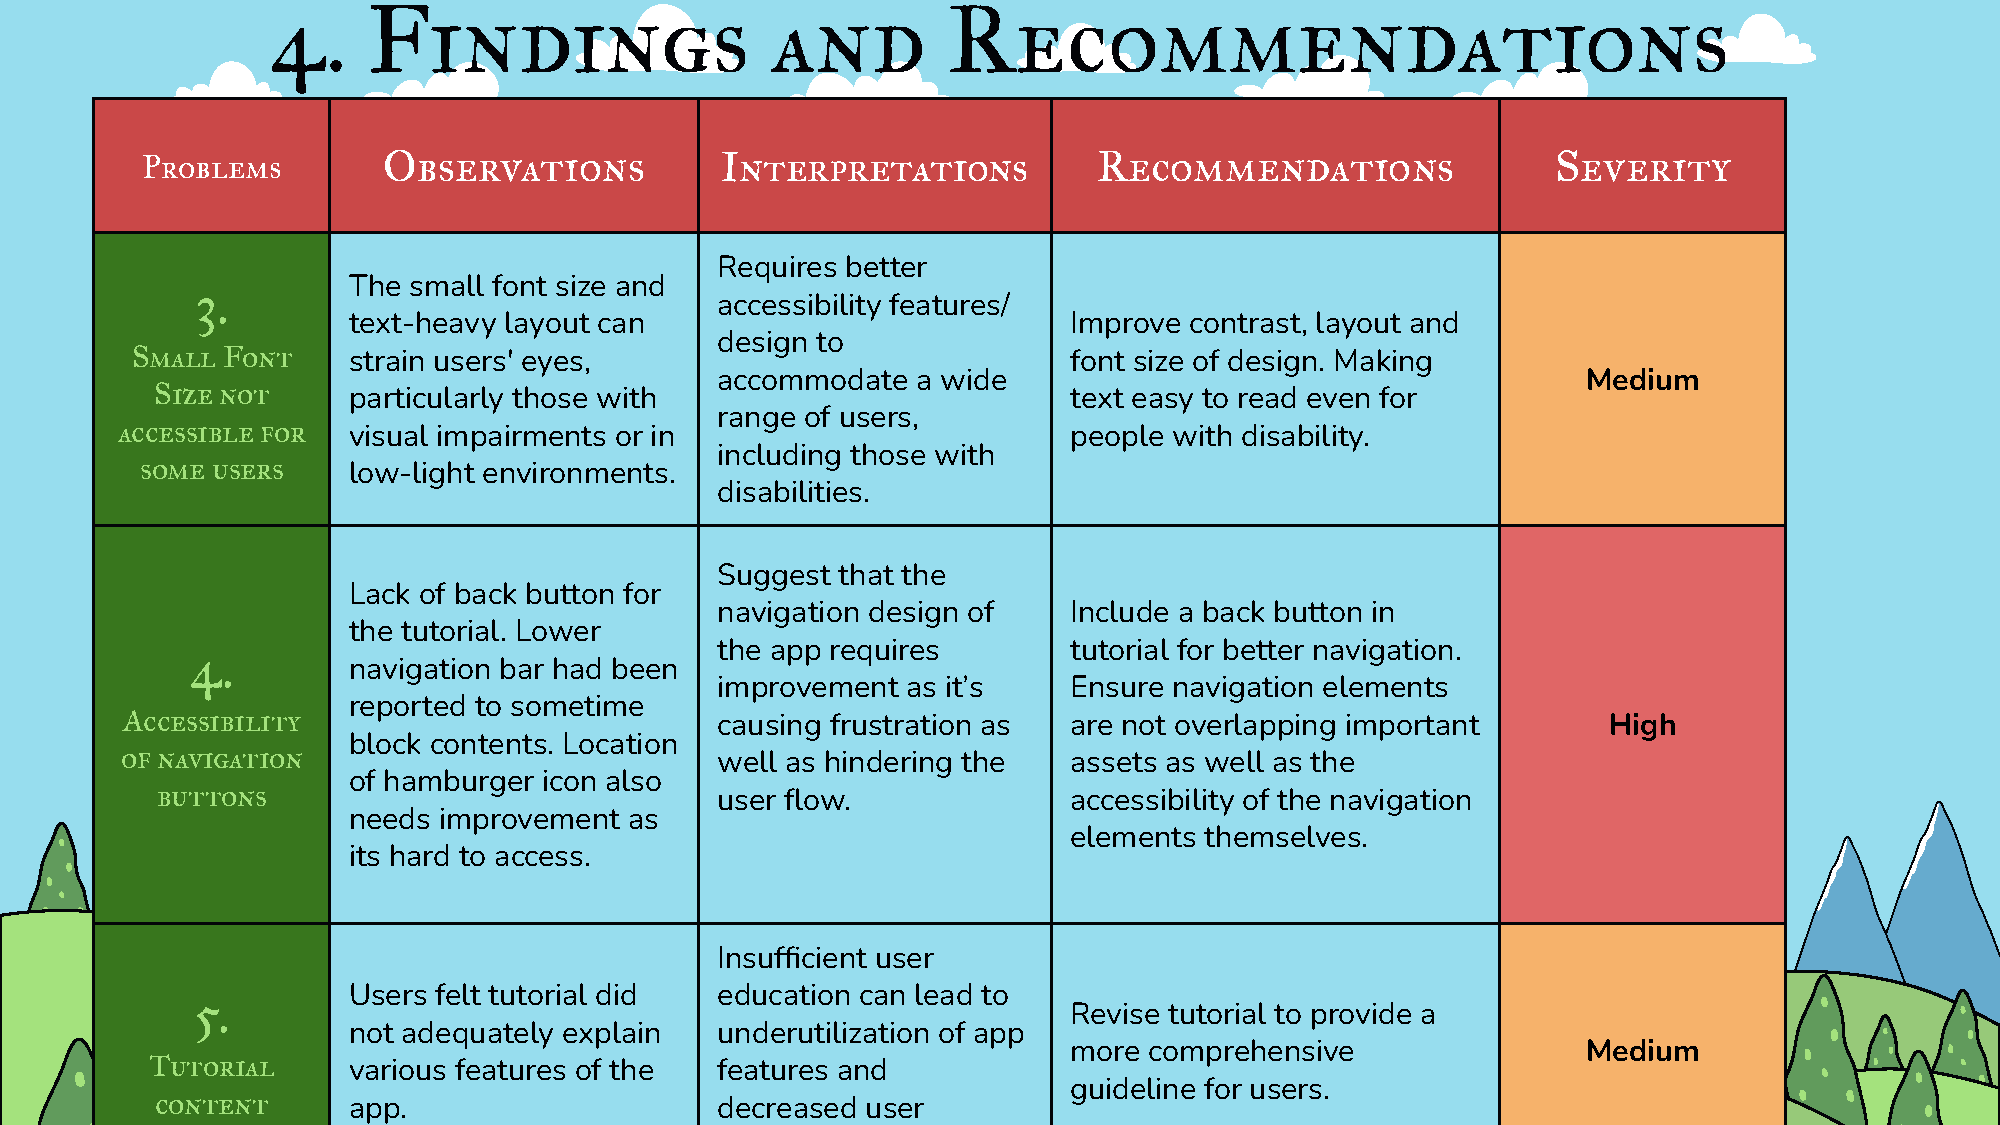 4. Findings and Recommendations
Problems
Observations
Interpretations
Recommendations
Severity
3.
Small Font
Size not
accessible for
some users
The small font size and
text-heavy layout can
strain users' eyes,
particularly those with
visual impairments or in
low-light environments.
Requires better
accessibility features/
design to
accommodate a wide
range of users,
including those with
disabilities.
Improve contrast, layout and
font size of design. Making
text easy to read even for
people with disability.
Medium
4.
Accessibility
of navigation
buttons
Lack of back button for
the tutorial. Lower
navigation bar had been
reported to sometime
block contents. Location
of hamburger icon also
needs improvement as
its hard to access.
Suggest that the
navigation design of
the app requires
improvement as it’s
causing frustration as
well as hindering the
user flow.
Include a back button in
tutorial for better navigation.
Ensure navigation elements
are not overlapping important
assets as well as the
accessibility of the navigation
elements themselves.
High
5.
Tutorial
content
Users felt tutorial did
not adequately explain
various features of the
app.
Insufficient user
education can lead to
underutilization of app
features and
decreased user
Revise tutorial to provide a
more comprehensive
guideline for users.
Medium